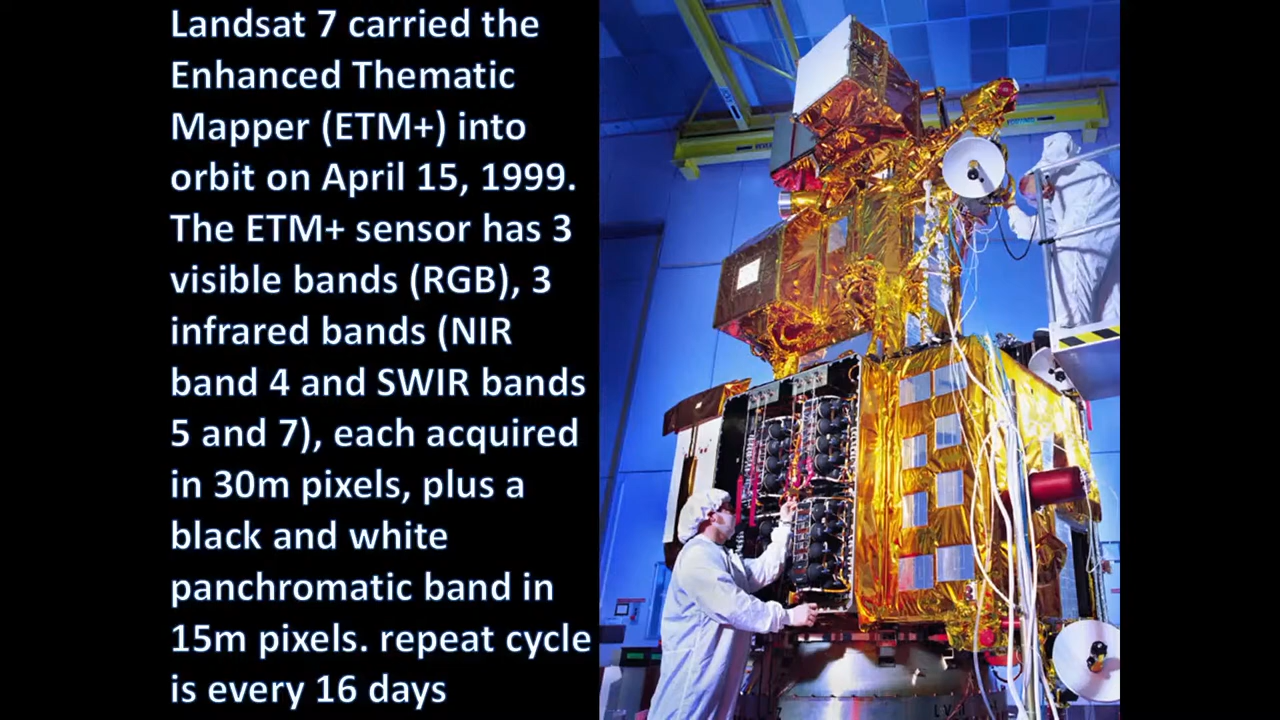 Landsat 7 carried the
Enhanced Thematic
Mapper (ETM+) into
orbit on April 15, 1999.
The ETM+ sensor has 3
visible bands (RGB), 3
infrared bands (NIR
band 4 and SWIR bands
5 and 7), each acquired
in 30m pixels, plus a
black and white
panchromatic band in
15m pixels. repeat cycle
is every 16 days